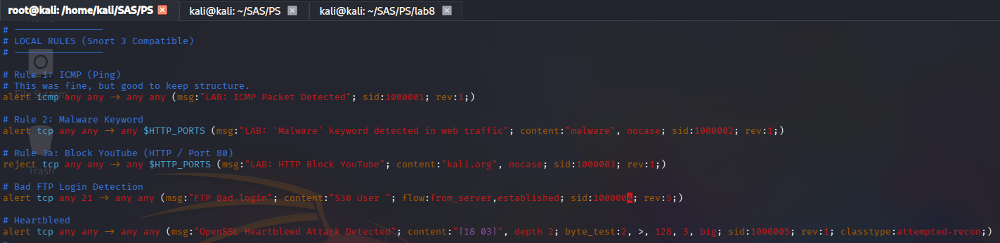 root@kali: /home/kali/SAS/PS kali@kali: ~/SAS/PS kali@kali: ~/SAS/PS/lab8
# ————————
# LOCAL RULES (Snort 3 Compatible)
# ————————
# Rule 1: ICMP (Ping)
# This was fine, but good to keep structure.
File System
alert icmp any any -> any any (msg:"LAB: ICMP Packet Detected"; sid:1000001; rev:1;)
# Rule 2: Malware Keyword
alert tcp any any -> any $HTTP_PORTS (msg:"LAB: 'Malware' keyword detected in web traffic"; content:"malware", nocase; sid:1000002; rev:1;)
# Rule 3a: Block YouTube (HTTP / Port 80)
reject tcp any any -> any $HTTP_PORTS (msg:"LAB: HTTP Block YouTube"; content:"kali.org", nocase; sid:1000003; rev:1;)
Trash
# Bad FTP Login Detection
alert tcp any 21 -> any any (msg:"FTP Bad login"; content:"530 User "; flow:from_server,established; sid:1000004; rev:5;)
# Heartbleed
alert tcp any any -> any any (msg:"OpenSSL Heartbleed Attack Detected"; content:"|18 03|", depth 2; byte_test:2, >, 128, 3, big; sid:1000005; rev:1; classtype:attempted-recon;)